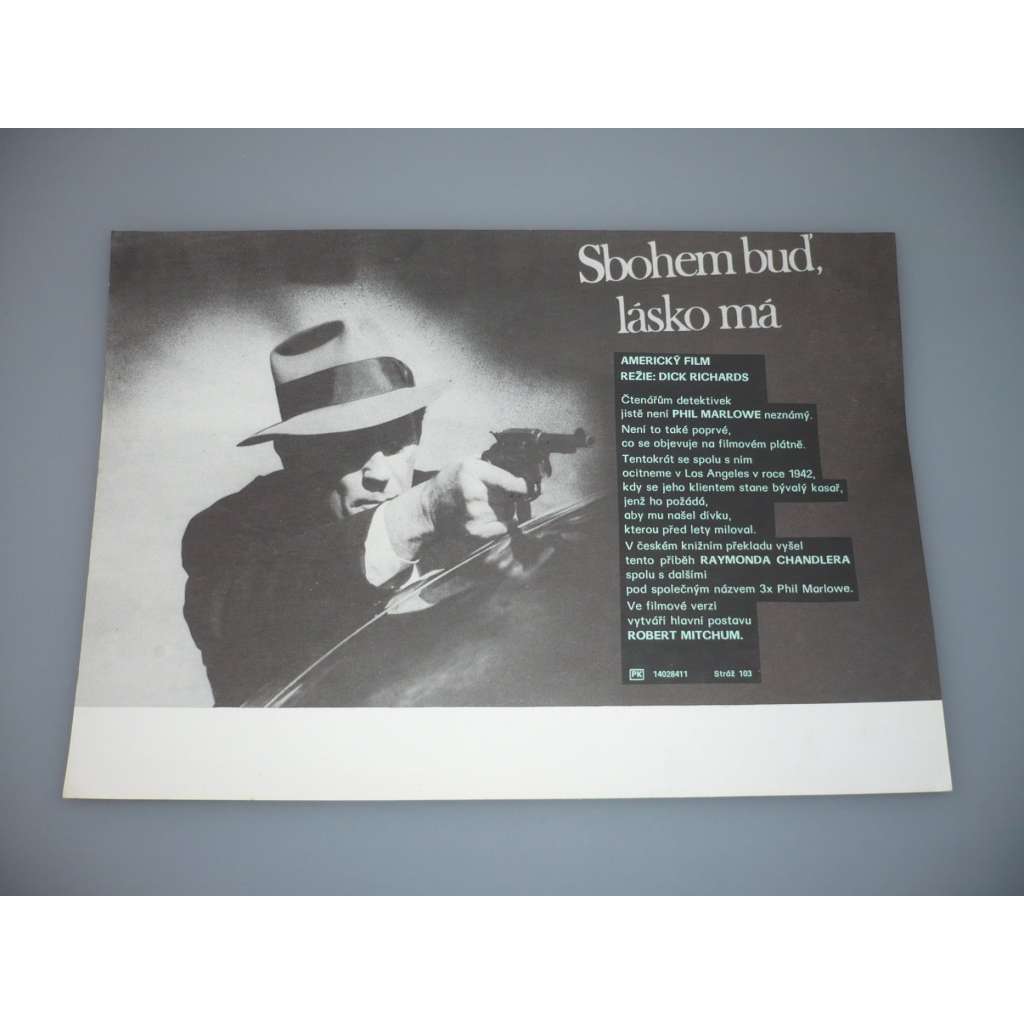 Sbohem buď,
lásko má
AMERICKÝ FILM
REŽIE: DICK RICHARDS
Čtenářům detektivek
jistě není PHIL MARLOWE neznámý.
Není to také poprvé,
co se objevuje na filmovém plátně.
Tentokrát se spolu s ním
ocitneme v Los Angeles v roce 1942,
kdy se jeho klientem stane bývalý kasař,
jenž ho požádá,
aby mu našel dívku,
kterou před lety miloval.
V českém knižním překladu vyšel
tento příběh RAYMONDA CHANDLERA
spolu s dalšími
pod společným názvem 3x Phil Marlowe.
Ve filmové verzi
vytváří hlavní postavu
ROBERT MITCHUM.
PK 14028411 Stráž 103